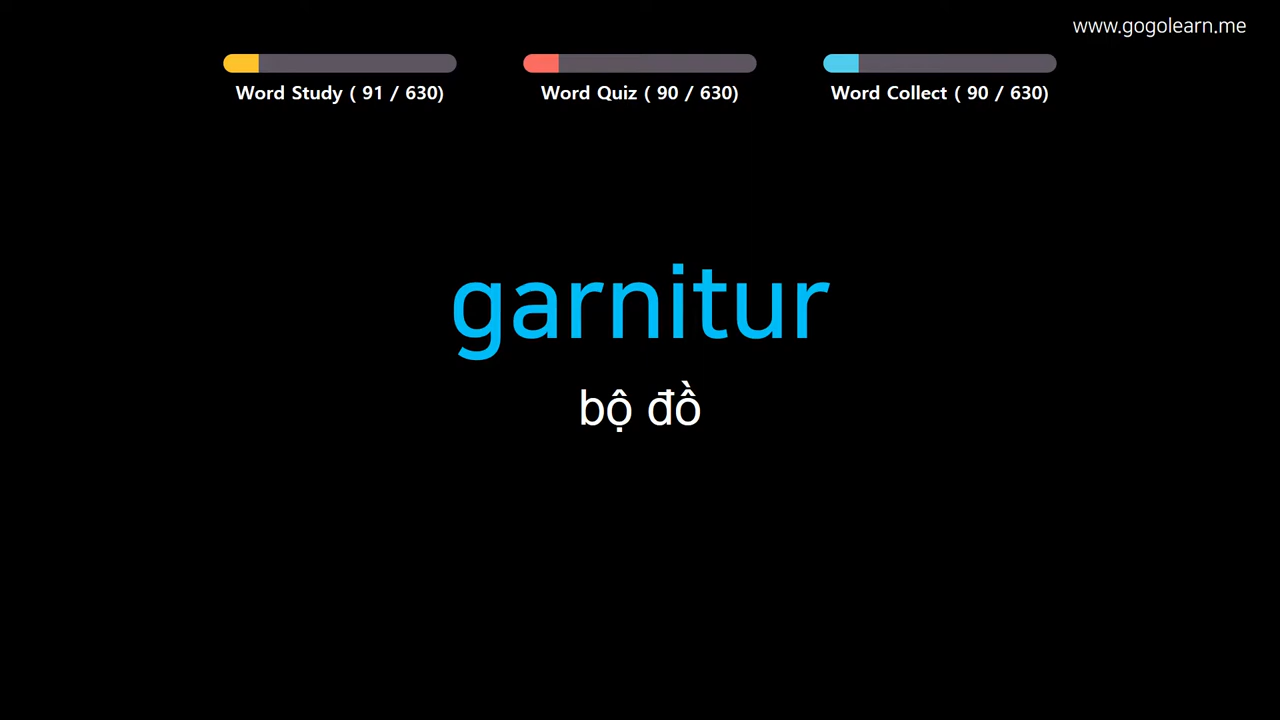 www.gogolearn.me
Word Study ( 91 / 630)
Word Quiz ( 90 / 630)
Word Collect ( 90 / 630)
garnitur
bộ đồ